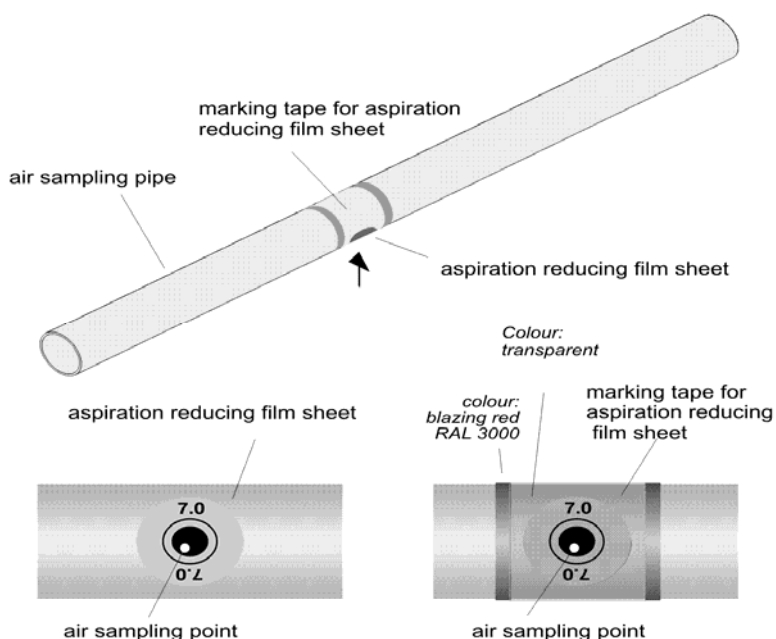 marking tape for aspiration
reducing film sheet
air sampling pipe
aspiration reducing film sheet
Colour:
transparent
colour:
blazing red
RAL 3000
marking tape for
aspiration reducing
film sheet
aspiration reducing film sheet
7.0
7.0
7.0
7.0
air sampling point
air sampling point